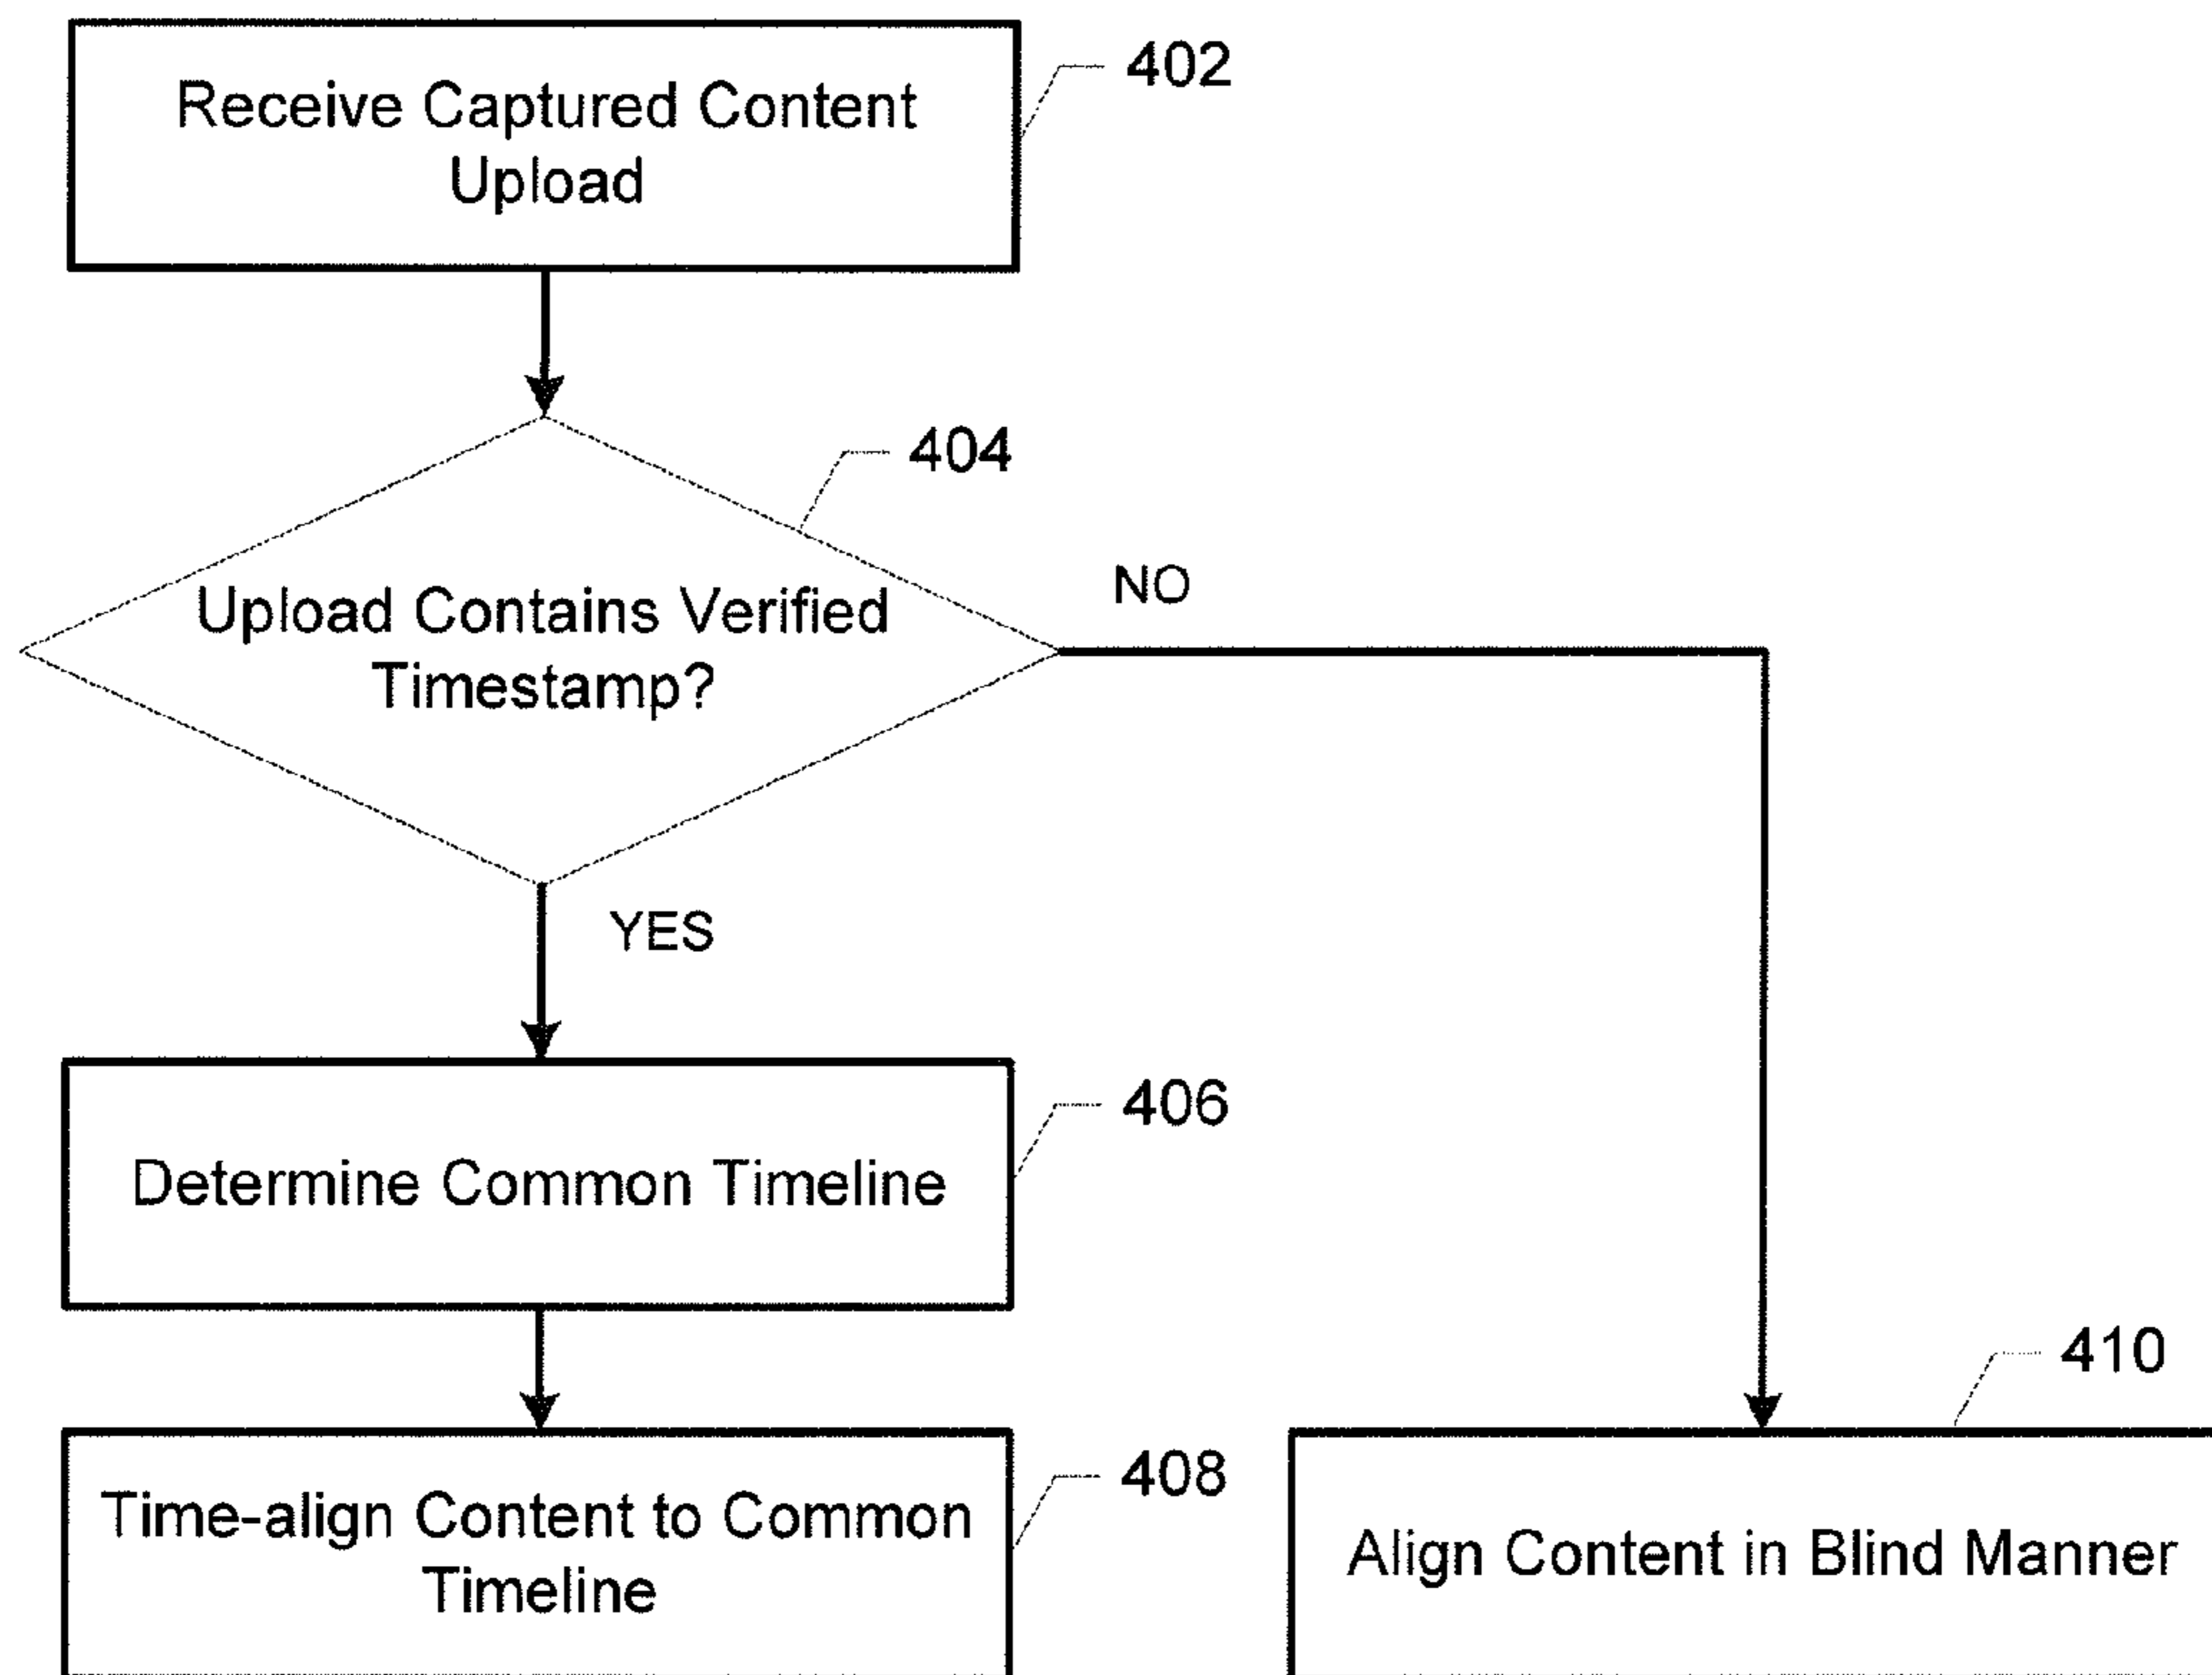 Receive Captured Content
Upload
402
404
Upload Contains Verified
Timestamp?
NO
YES
406
Determine Common Timeline
410
408
Time-align Content to Common
Timeline
Align Content in Blind Manner